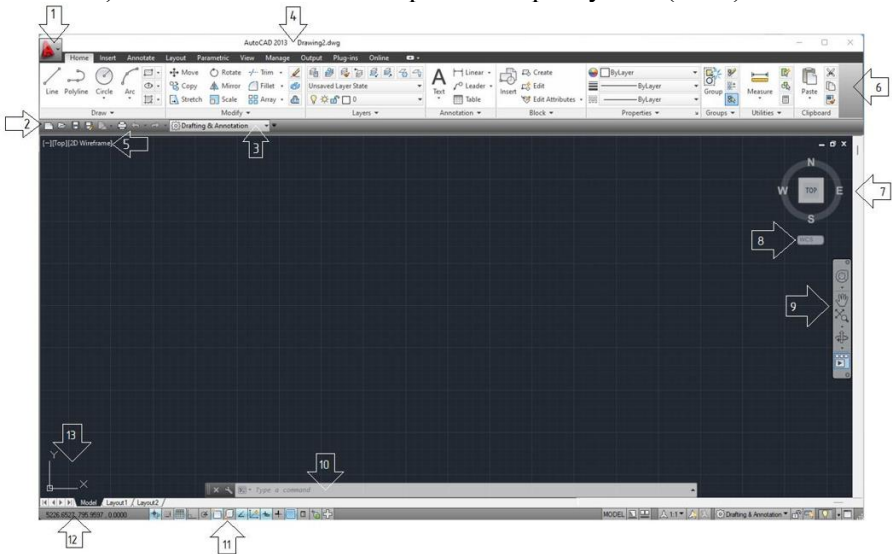 1
4
AutoCAD 2013 Drawing2.dwg
Home Insert Annotate Layout Parametric View Manage Output Plug-ins Online
Move Rotate Trim Linear Create ByLayer
Copy Mirror Fillet Unsaved Layer State Leader Edit ByLayer
Line Polyline Circle Arc Text Insert Group Measure Paste
Stretch Scale Array 0 Table Edit Attributes ByLayer
6
Draw Modify Layers Annotation Block Properties Groups Utilities Clipboard
2
Drafting & Annotation
3
[−][Top][2D Wireframe]
5
N
W TOP E
7
S
8
WCS
9
13
Y
X
10
Type a command
Model Layout1 Layout2
MODEL 1:1 Drafting & Annotation
12
11